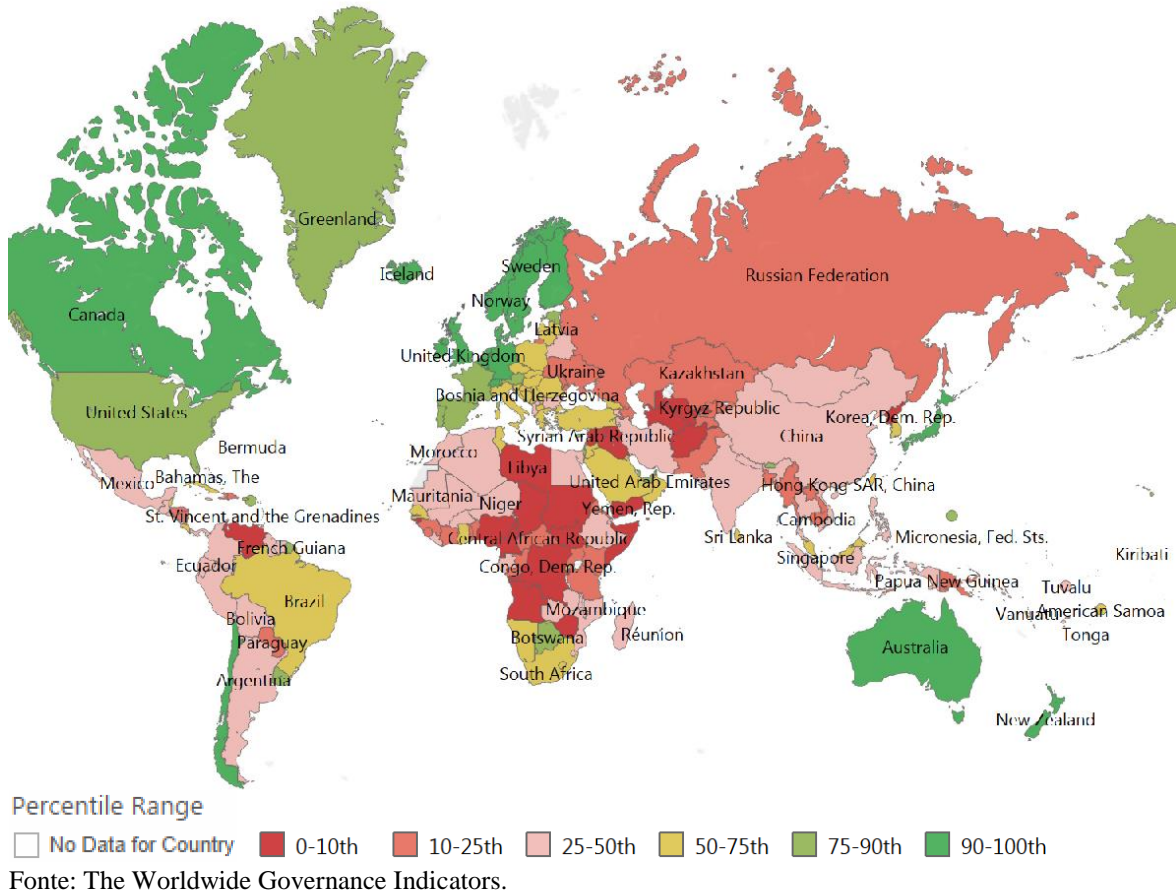 Greenland
Iceland
Sweden
Russian Federation
Canada
Norway
Latvia
United Kingdom
Ukraine
Kazakhstan
Bosnia and Herzegovina
United States
Kyrgyz Republic
Korea, Dem. Rep.
Syrian Arab Republic
China
Bermuda
Morocco
Libya
Mexico
Bahamas, The
United Arab Emirates
Hong Kong SAR, China
Mauritania
Niger
Yemen, Rep.
St. Vincent and the Grenadines
Cambodia
Central African Republic
Sri Lanka
Micronesia, Fed. Sts.
French Guiana
Kiribati
Singapore
Ecuador
Congo, Dem. Rep.
Papua New Guinea
Tuvalu
Brazil
Mozambique
Vanuatu
American Samoa
Bolivia
Botswana
Réunion
Tonga
Paraguay
Australia
South Africa
Argentina
New Zealand
Percentile Range
No Data for Country 0-10th 10-25th 25-50th 50-75th 75-90th 90-100th
Fonte: The Worldwide Governance Indicators.